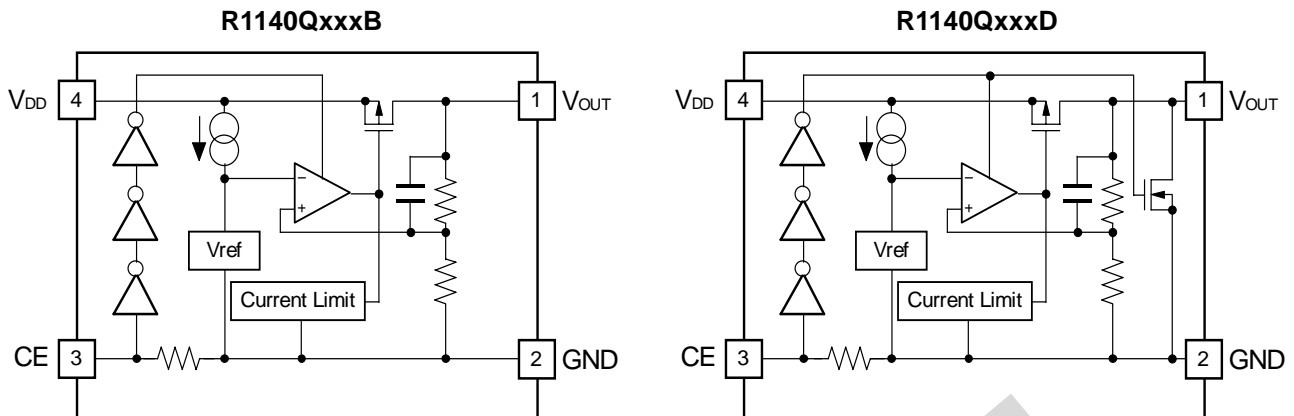 R1140QxxxB
VDD
4
1
VOUT
−
+
Vref
Current Limit
CE
3
2
GND
R1140QxxxD
VDD
4
1
VOUT
−
+
Vref
Current Limit
CE
3
2
GND